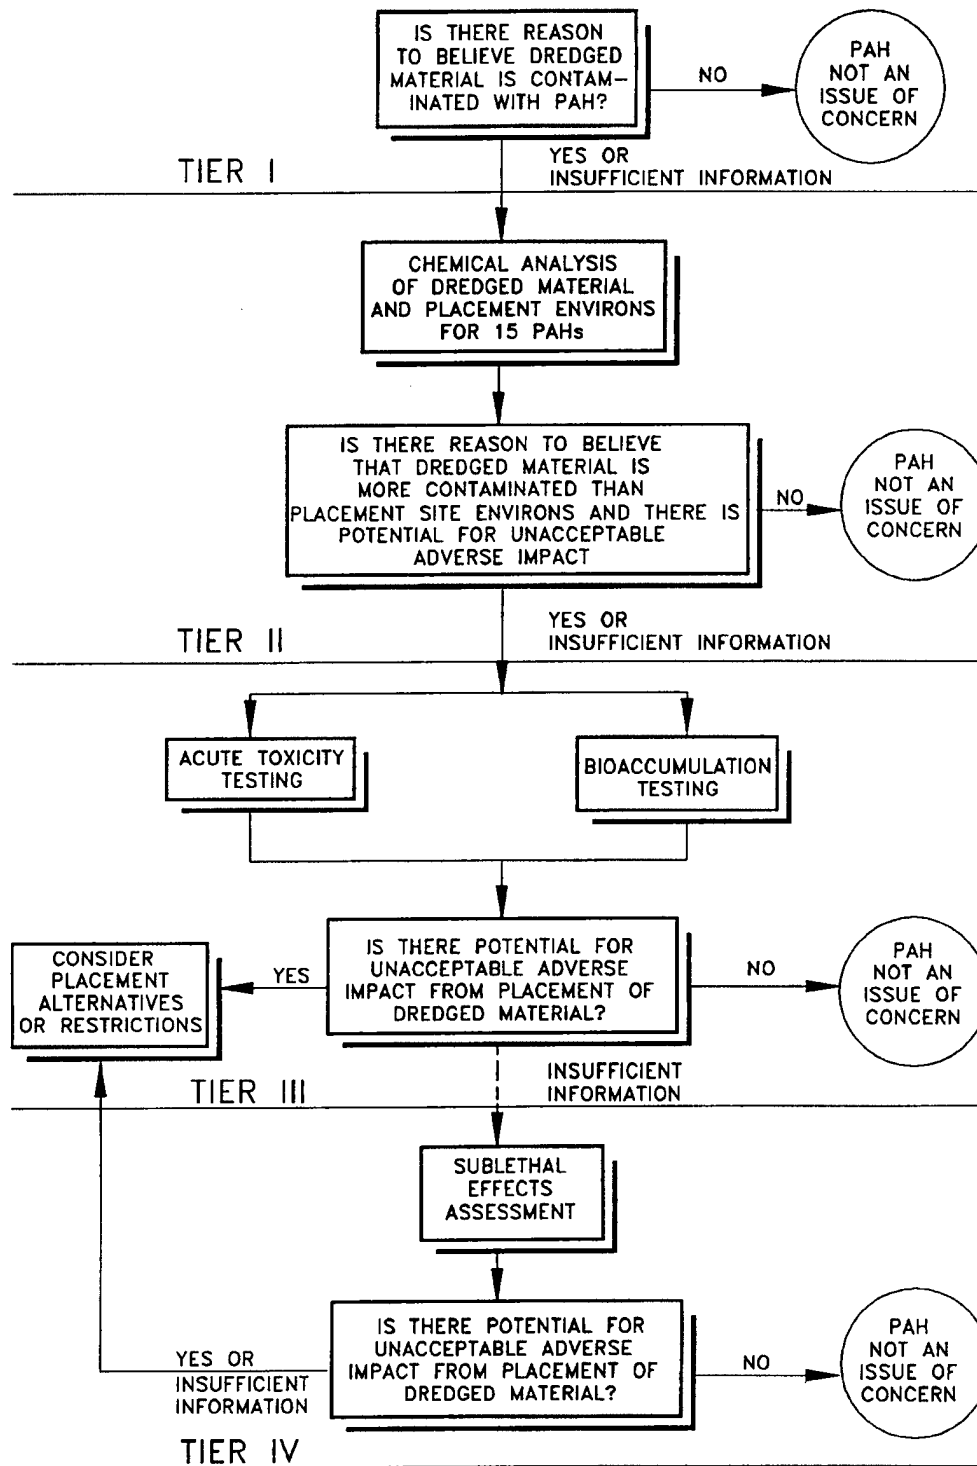 IS THERE REASON
TO BELIEVE DREDGED
MATERIAL IS CONTAM-
INATED WITH PAH?
NO
PAH
NOT AN
ISSUE OF
CONCERN
TIER I
YES OR
INSUFFICIENT INFORMATION
CHEMICAL ANALYSIS
OF DREDGED MATERIAL
AND PLACEMENT ENVIRONS
FOR 15 PAHs
IS THERE REASON TO BELIEVE
THAT DREDGED MATERIAL IS
MORE CONTAMINATED THAN
PLACEMENT SITE ENVIRONS AND THERE IS
POTENTIAL FOR UNACCEPTABLE
ADVERSE IMPACT
NO
PAH
NOT AN
ISSUE OF
CONCERN
TIER II
YES OR
INSUFFICIENT INFORMATION
ACUTE TOXICITY
TESTING
BIOACCUMULATION
TESTING
CONSIDER
PLACEMENT
ALTERNATIVES
OR RESTRICTIONS
YES
IS THERE POTENTIAL FOR
UNACCEPTABLE ADVERSE
IMPACT FROM PLACEMENT OF
DREDGED MATERIAL?
NO
PAH
NOT AN
ISSUE OF
CONCERN
TIER III
INSUFFICIENT
INFORMATION
SUBLETHAL
EFFECTS
ASSESSMENT
YES OR
INSUFFICIENT
INFORMATION
IS THERE POTENTIAL FOR
UNACCEPTABLE ADVERSE
IMPACT FROM PLACEMENT OF
DREDGED MATERIAL?
NO
PAH
NOT AN
ISSUE OF
CONCERN
TIER IV